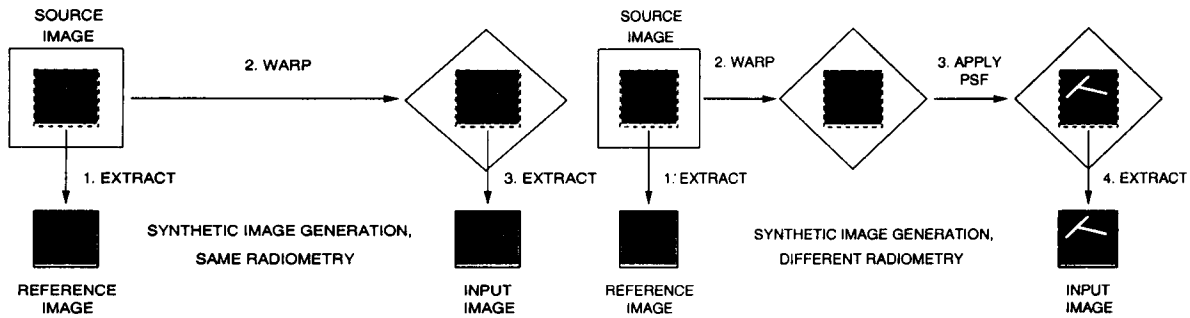 SOURCE
IMAGE
2. WARP
1. EXTRACT
3. EXTRACT
SYNTHETIC IMAGE GENERATION,
SAME RADIOMETRY
REFERENCE
IMAGE
INPUT
IMAGE
SOURCE
IMAGE
2. WARP
3. APPLY
PSF
1. EXTRACT
4. EXTRACT
SYNTHETIC IMAGE GENERATION,
DIFFERENT RADIOMETRY
REFERENCE
IMAGE
INPUT
IMAGE